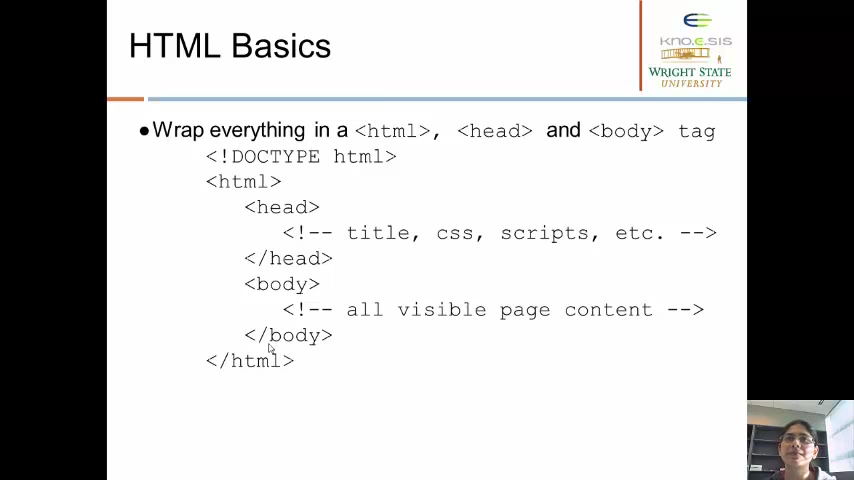 HTML Basics
kno.e.sis
WRIGHT STATE
UNIVERSITY
●Wrap everything in a <html>, <head> and <body> tag
<!DOCTYPE html>
<html>
<head>
<!-- title, css, scripts, etc. -->
</head>
<body>
<!-- all visible page content -->
</body>
</html>